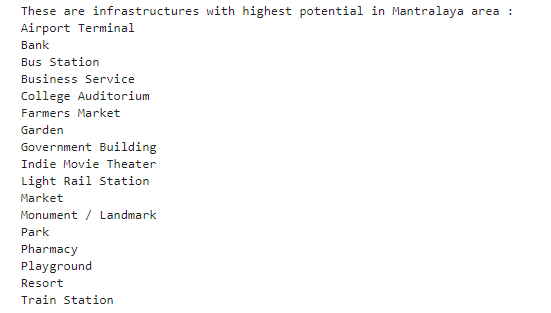 These are infrastructures with highest potential in Mantralaya area :
Airport Terminal
Bank
Bus Station
Business Service
College Auditorium
Farmers Market
Garden
Government Building
Indie Movie Theater
Light Rail Station
Market
Monument / Landmark
Park
Pharmacy
Playground
Resort
Train Station